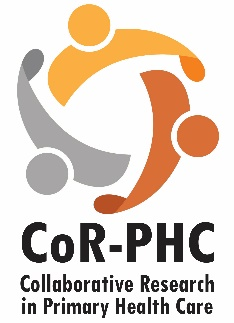 CoR-PHC
Collaborative Research
in Primary Health Care